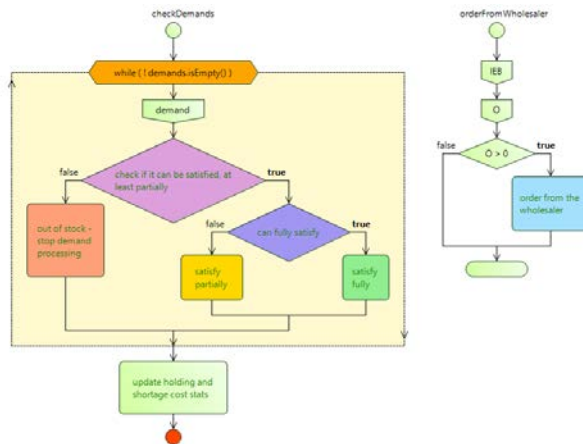 checkDemands
while ( ! demands.isEmpty() )
demand
check if it can be satisfied, at
least partially
false
true
out of stock -
stop demand
processing
can fully satisfy
false
true
satisfy
partially
satisfy
fully
update holding and
shortage cost stats
orderFromWholesaler
O
O > 0
false
true
order from the
wholesaler